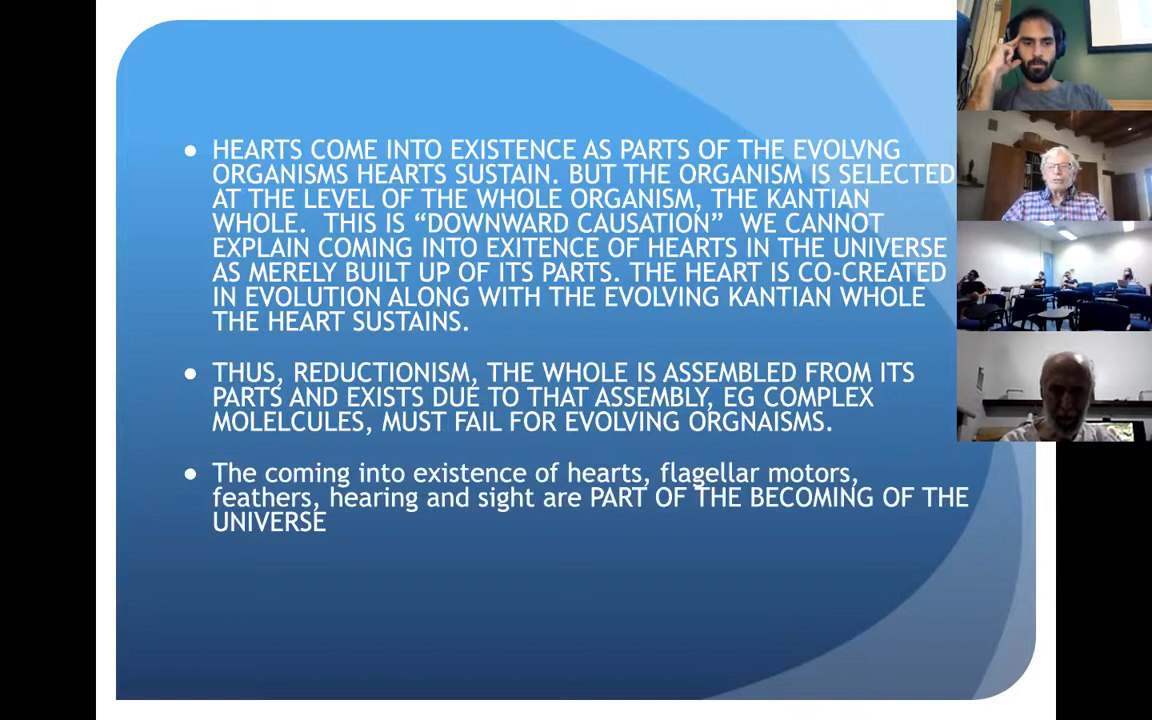 ● HEARTS COME INTO EXISTENCE AS PARTS OF THE EVOLVNG
ORGANISMS HEARTS SUSTAIN. BUT THE ORGANISM IS SELECTED
AT THE LEVEL OF THE WHOLE ORGANISM, THE KANTIAN
WHOLE.  THIS IS “DOWNWARD CAUSATION”  WE CANNOT
EXPLAIN COMING INTO EXITENCE OF HEARTS IN THE UNIVERSE
AS MERELY BUILT UP OF ITS PARTS. THE HEART IS CO-CREATED
IN EVOLUTION ALONG WITH THE EVOLVING KANTIAN WHOLE
THE HEART SUSTAINS.
● THUS, REDUCTIONISM, THE WHOLE IS ASSEMBLED FROM ITS
PARTS AND EXISTS DUE TO THAT ASSEMBLY, EG COMPLEX
MOLELCULES, MUST FAIL FOR EVOLVING ORGNAISMS.
● The coming into existence of hearts, flagellar motors,
feathers, hearing and sight are PART OF THE BECOMING OF THE
UNIVERSE